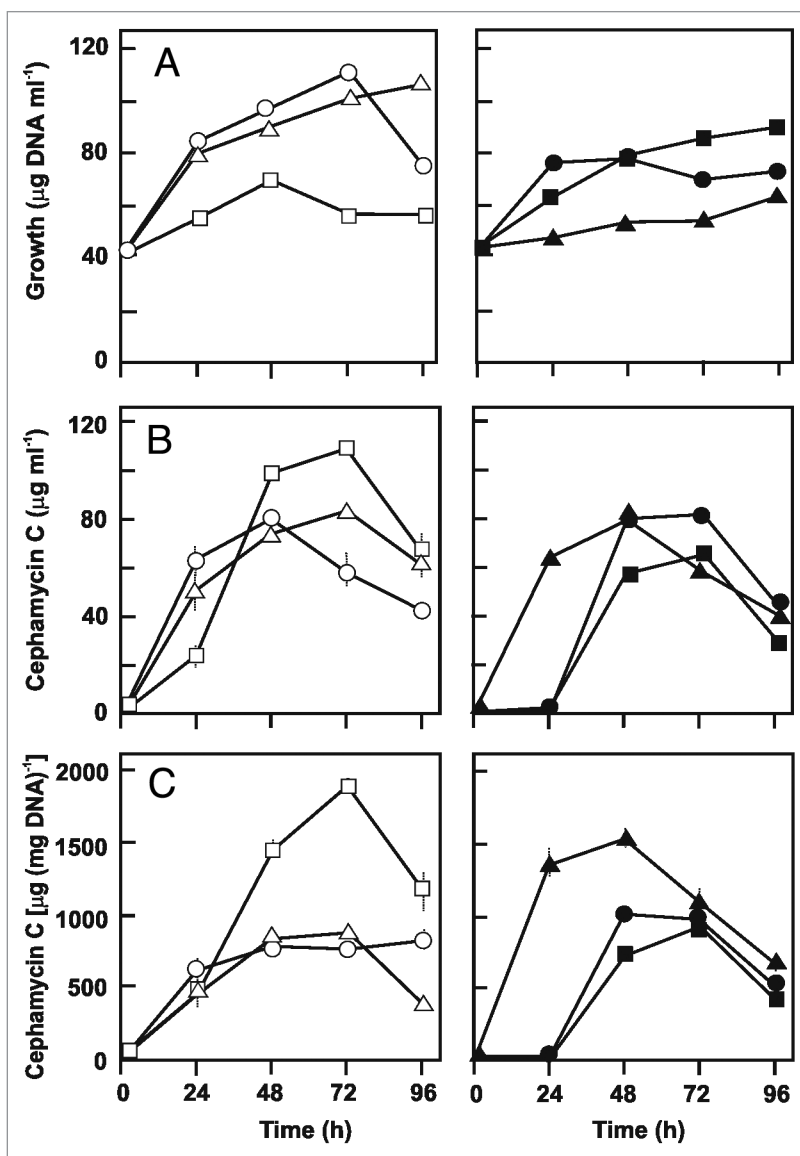 A
Growth (μg DNA ml-1)
120
80
40
0
B
Cephamycin C (μg ml-1)
120
80
40
0
C
Cephamycin C [μg (mg DNA)-1]
2000
1500
1000
500
0
0 24 48 72 96
0 24 48 72 96
Time (h)
Time (h)